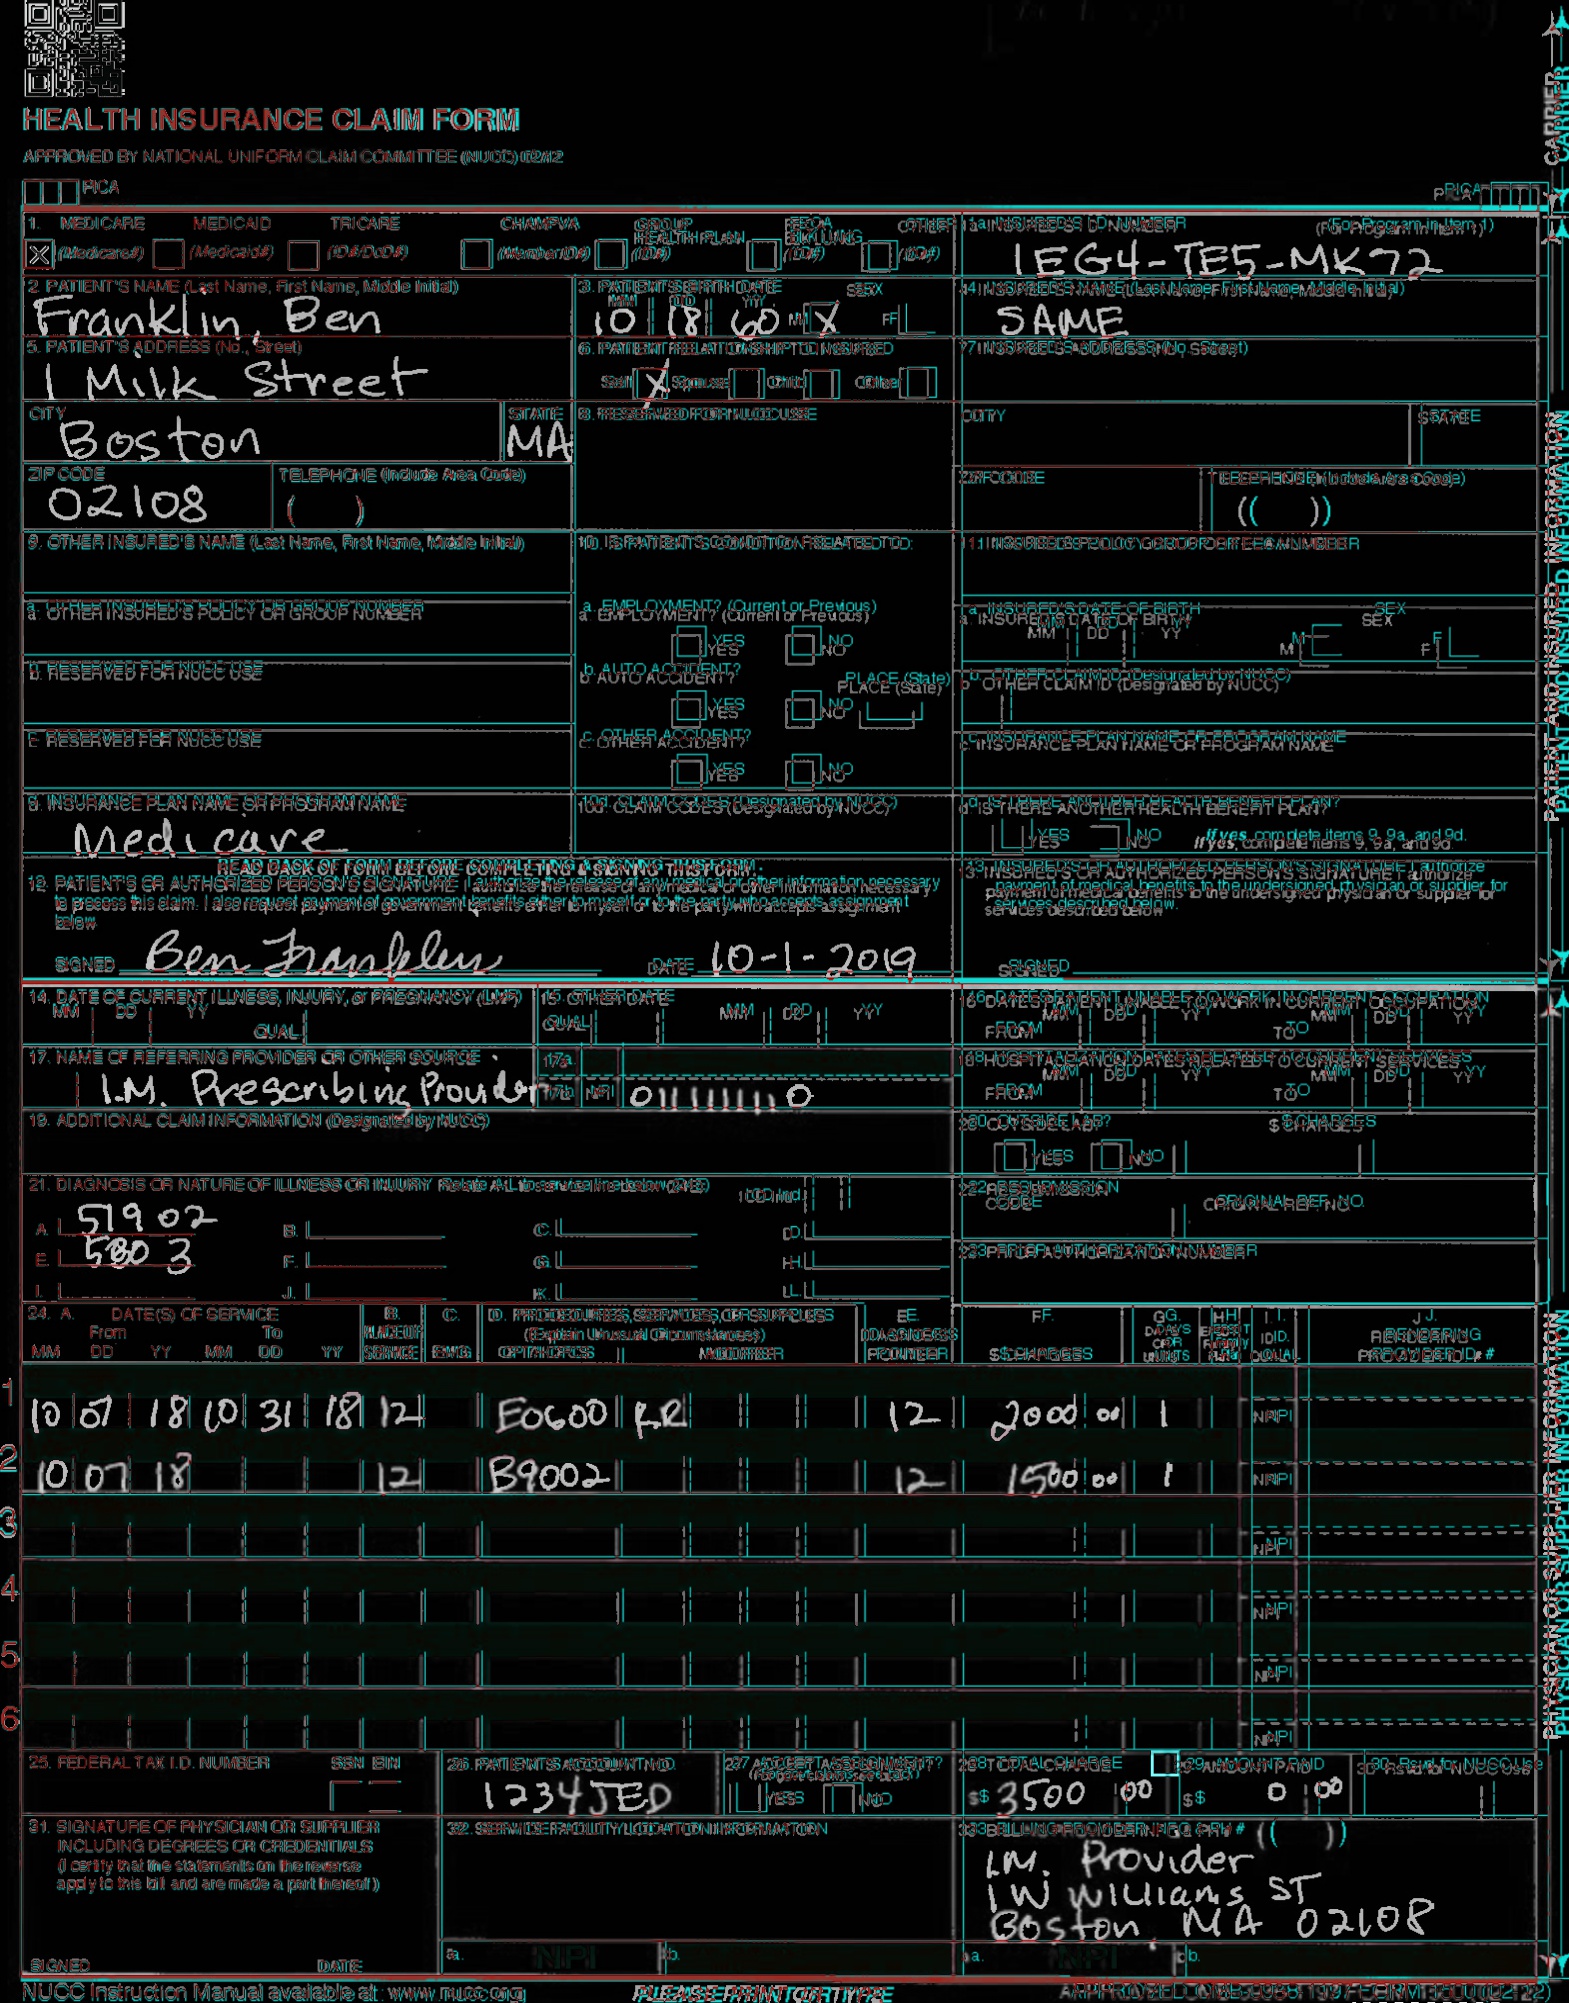 HEALTH INSURANCE CLAIM FORM
APPROVED BY NATIONAL UNIFORM CLAIM COMMITTEE (NUCC) 02/12
PICA
PICA
1. MEDICARE MEDICAID TRICARE CHAMPVA GROUP HEALTH PLAN FECA BLK LUNG OTHER
X (Medicare#) (Medicaid#) (ID#/DoD#) (Member ID#) (ID#) (ID#) (ID#)
1a. INSURED'S I.D. NUMBER (For Program in Item 1)
1EG4-TE5-MK72
2. PATIENT'S NAME (Last Name, First Name, Middle Initial)
Franklin, Ben
3. PATIENT'S BIRTH DATE SEX
MM DD YY
10 18 60 M X F
4. INSURED'S NAME (Last Name, First Name, Middle Initial)
SAME
5. PATIENT'S ADDRESS (No., Street)
1 Milk Street
6. PATIENT RELATIONSHIP TO INSURED
Self X Spouse Child Other
7. INSURED'S ADDRESS (No., Street)
CITY STATE
Boston MA
8. RESERVED FOR NUCC USE
CITY STATE
ZIP CODE TELEPHONE (Include Area Code)
02108 ( )
ZIP CODE TELEPHONE (Include Area Code)
( )
9. OTHER INSURED'S NAME (Last Name, First Name, Middle Initial)
10. IS PATIENT'S CONDITION RELATED TO:
11. INSURED'S POLICY GROUP OR FECA NUMBER
a. OTHER INSURED'S POLICY OR GROUP NUMBER
a. EMPLOYMENT? (Current or Previous)
YES NO
a. INSURED'S DATE OF BIRTH SEX
MM DD YY M F
b. RESERVED FOR NUCC USE
b. AUTO ACCIDENT? PLACE (State)
YES NO
b. OTHER CLAIM ID (Designated by NUCC)
c. RESERVED FOR NUCC USE
c. OTHER ACCIDENT?
YES NO
c. INSURANCE PLAN NAME OR PROGRAM NAME
d. INSURANCE PLAN NAME OR PROGRAM NAME
Medicare
10d. CLAIM CODES (Designated by NUCC)
d. IS THERE ANOTHER HEALTH BENEFIT PLAN?
YES NO If yes, complete items 9, 9a, and 9d.
READ BACK OF FORM BEFORE COMPLETING & SIGNING THIS FORM.
12. PATIENT'S OR AUTHORIZED PERSON'S SIGNATURE I authorize the release of any medical or other information necessary
to process this claim. I also request payment of government benefits either to myself or to the party who accepts assignment
below.
SIGNED Ben Franklin DATE 10-1-2019
13. INSURED'S OR AUTHORIZED PERSON'S SIGNATURE I authorize
payment of medical benefits to the undersigned physician or supplier for
services described below.
SIGNED
14. DATE OF CURRENT ILLNESS, INJURY, or PREGNANCY (LMP)
MM DD YY QUAL.
15. OTHER DATE
QUAL. MM DD YY
16. DATES PATIENT UNABLE TO WORK IN CURRENT OCCUPATION
MM DD YY MM DD YY
FROM TO
17. NAME OF REFERRING PROVIDER OR OTHER SOURCE
I.M. Prescribing Provider
17a.
17b. NPI 0111111110
18. HOSPITALIZATION DATES RELATED TO CURRENT SERVICES
MM DD YY MM DD YY
FROM TO
19. ADDITIONAL CLAIM INFORMATION (Designated by NUCC)
20. OUTSIDE LAB? $ CHARGES
YES NO
21. DIAGNOSIS OR NATURE OF ILLNESS OR INJURY Relate A-L to service line below (24E) ICD Ind.
A. 519 02 B. C. D.
E. 530 3 F. G. H.
I. J. K. L.
22. RESUBMISSION CODE ORIGINAL REF. NO.
23. PRIOR AUTHORIZATION NUMBER
24. A. DATE(S) OF SERVICE B. C. D. PROCEDURES, SERVICES, OR SUPPLIES E. F. G. H. I. J.
From To PLACE OF (Explain Unusual Circumstances) DIAGNOSIS DAYS OR EPSDT ID. RENDERING
MM DD YY MM DD YY SERVICE EMG CPT/HCPCS MODIFIER POINTER $ CHARGES UNITS QUAL. PROVIDER ID. #
1
10 07 18 10 31 18 12 E0600 RR 12 2000 00 1 NPI
2
10 07 18 12 B9002 12 1500 00 1 NPI
3
NPI
4
NPI
5
NPI
6
NPI
25. FEDERAL TAX I.D. NUMBER SSN EIN
26. PATIENT'S ACCOUNT NO.
1234JED
27. ACCEPT ASSIGNMENT?
YES NO
28. TOTAL CHARGE
$ 3500 00
29. AMOUNT PAID
$ 0 00
30. Rsvd for NUCC Use
31. SIGNATURE OF PHYSICIAN OR SUPPLIER
INCLUDING DEGREES OR CREDENTIALS
(I certify that the statements on the reverse
apply to this bill and are made a part thereof.)
SIGNED DATE
32. SERVICE FACILITY LOCATION INFORMATION
a. NPI b.
33. BILLING PROVIDER INFO & PH # ( )
I.M. Provider
1 W Williams ST
Boston, MA 02108
a. NPI b.
NUCC Instruction Manual available at: www.nucc.org
PLEASE PRINT OR TYPE
CARRIER
PATIENT AND INSURED INFORMATION
PHYSICIAN OR SUPPLIER INFORMATION